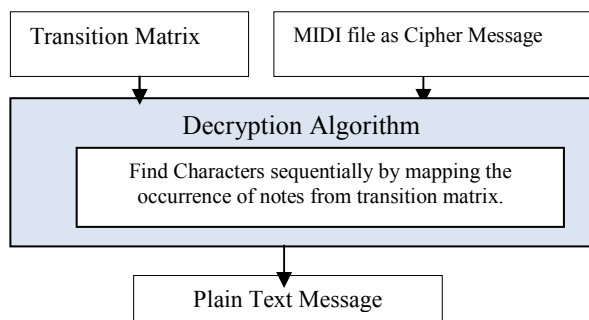 Transition Matrix
MIDI file as Cipher Message
Decryption Algorithm
Find Characters sequentially by mapping the
occurrence of notes from transition matrix.
Plain Text Message